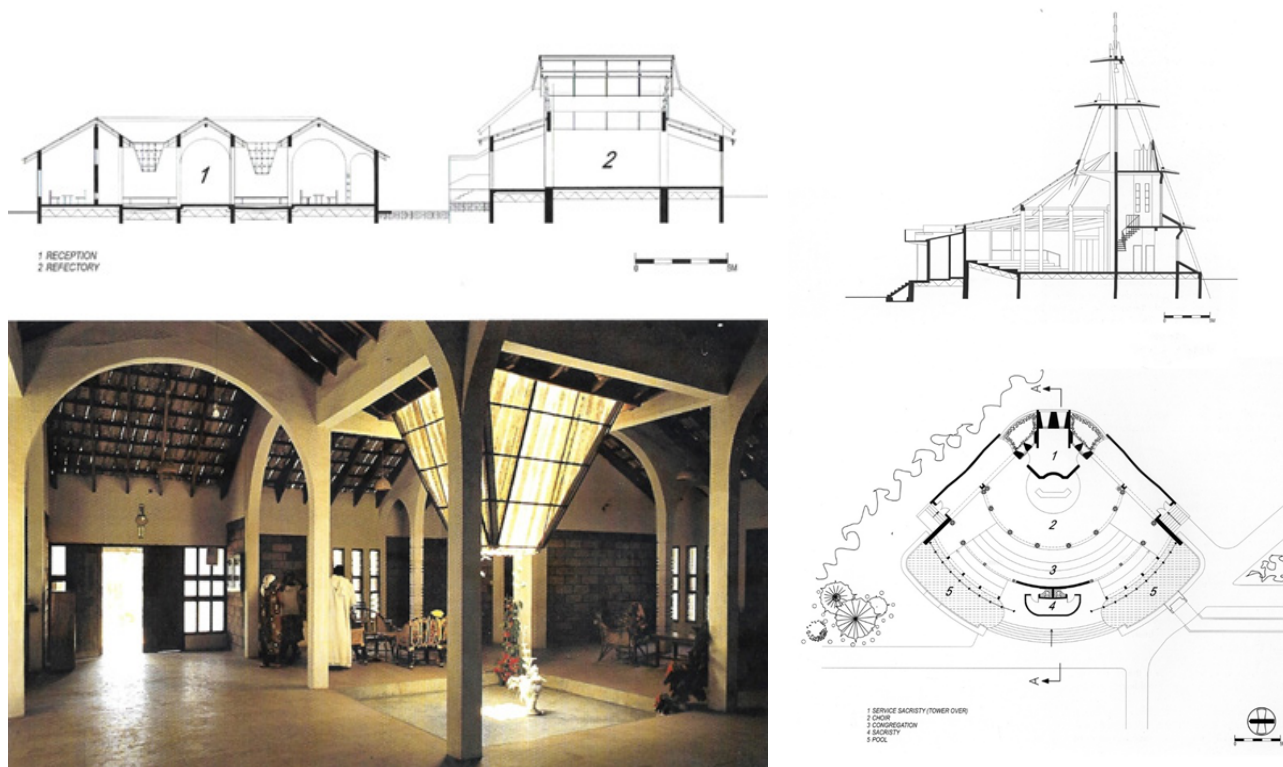 1
2
1 RECEPTION
2 REFECTORY
0
5M
A
1
2
3
4
5
5
A
1 SERVICE SACRISTY (TOWER OVER)
2 CHOIR
3 CONGREGATION
4 SACRISTY
5 POOL